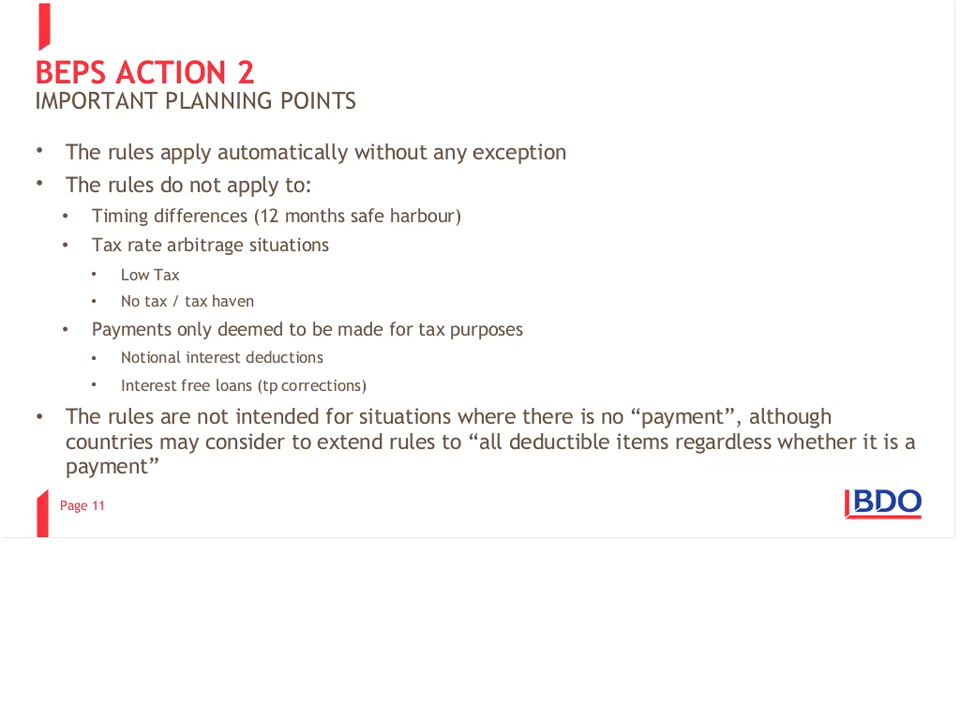 BEPS ACTION 2
IMPORTANT PLANNING POINTS
• The rules apply automatically without any exception
• The rules do not apply to:
• Timing differences (12 months safe harbour)
• Tax rate arbitrage situations
• Low Tax
• No tax / tax haven
• Payments only deemed to be made for tax purposes
• Notional interest deductions
• Interest free loans (tp corrections)
• The rules are not intended for situations where there is no “payment”, although
countries may consider to extend rules to “all deductible items regardless whether it is a
payment”
Page 11
BDO